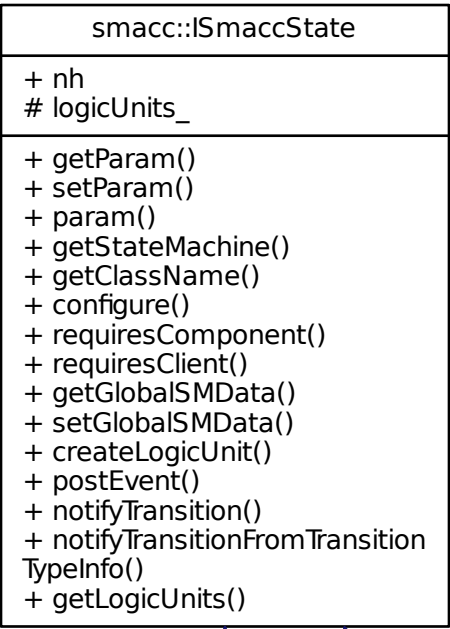 smacc::ISmaccState
+ nh
# logicUnits_
+ getParam()
+ setParam()
+ param()
+ getStateMachine()
+ getClassName()
+ configure()
+ requiresComponent()
+ requiresClient()
+ getGlobalSMData()
+ setGlobalSMData()
+ createLogicUnit()
+ postEvent()
+ notifyTransition()
+ notifyTransitionFromTransition
TypeInfo()
+ getLogicUnits()